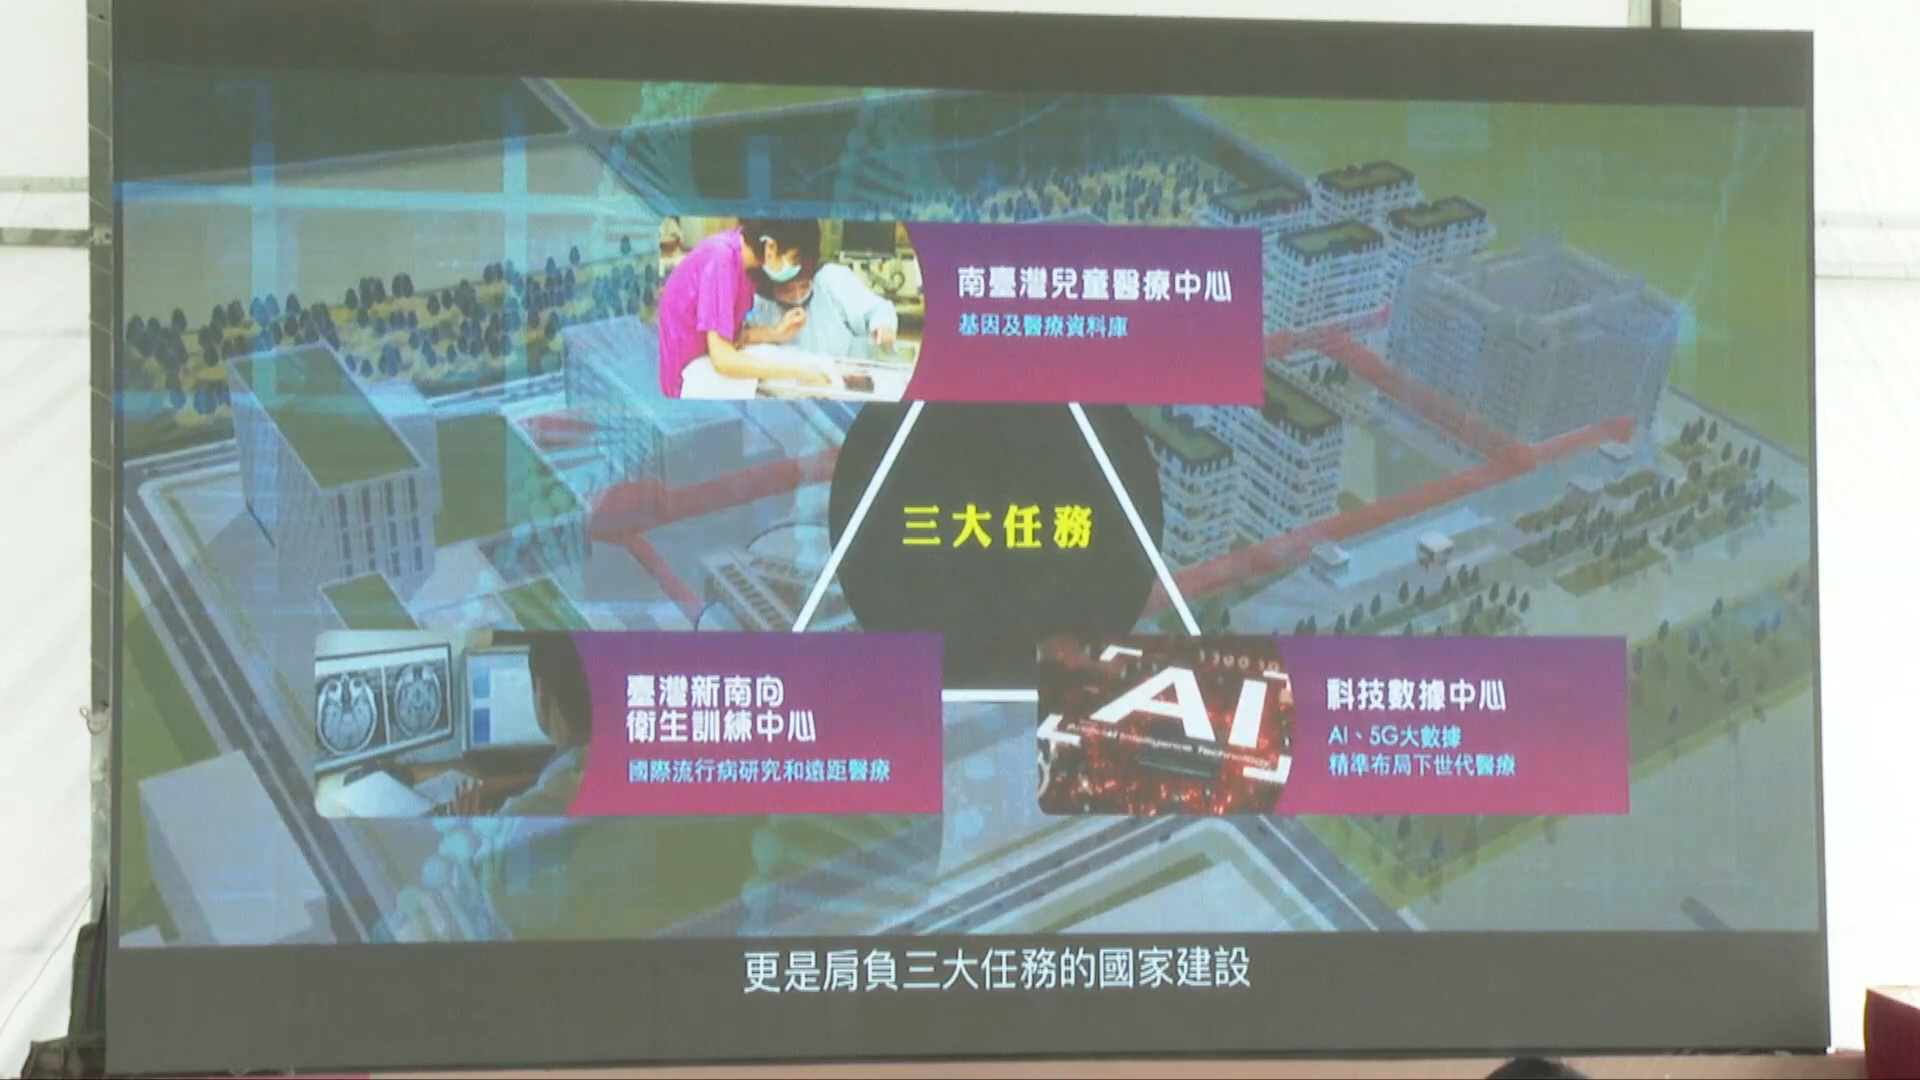 南臺灣兒童醫療中心
基因及醫療資料庫
三大任務
臺灣新南向
衛生訓練中心
國際流行病研究和遠距醫療
AI
Artificial Intelligence Technology
科技數據中心
AI、5G大數據
精準布局下世代醫療
更是肩負三大任務的國家建設